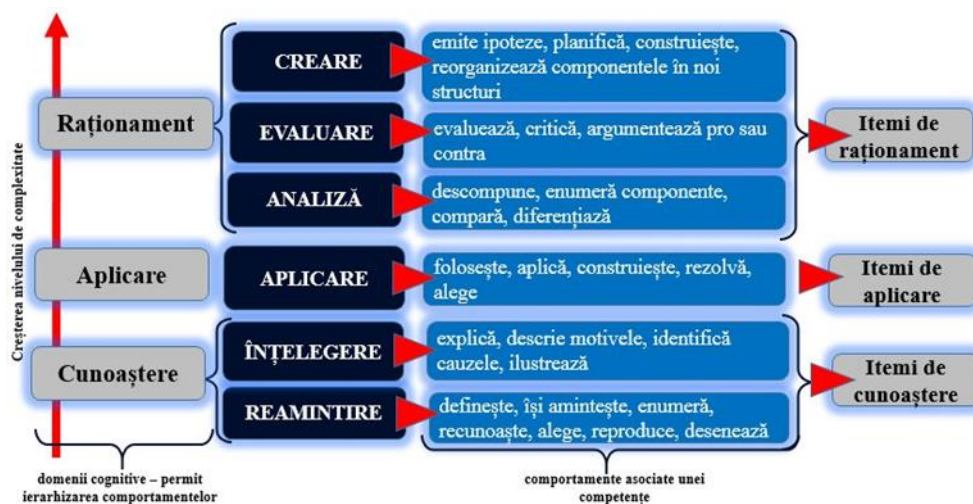 Creșterea nivelului de complexitate
Raționament
CREARE
emite ipoteze, planifică, construiește,
reorganizează componentele în noi
structuri
EVALUARE
evaluează, critică, argumentează pro sau
contra
ANALIZĂ
descompune, enumeră componente,
compară, diferențiază
Itemi de
raționament
Aplicare
APLICARE
folosește, aplică, construiește, rezolvă,
alege
Itemi de
aplicare
Cunoaștere
ÎNȚELEGERE
explică, descrie motivele, identifică
cauzele, ilustrează
REAMINTIRE
definește, își amintește, enumeră,
recunoaște, alege, reproduce, desenează
Itemi de
cunoaștere
domenii cognitive – permit
ierarhizarea comportamentelor
comportamente asociate unei
competențe